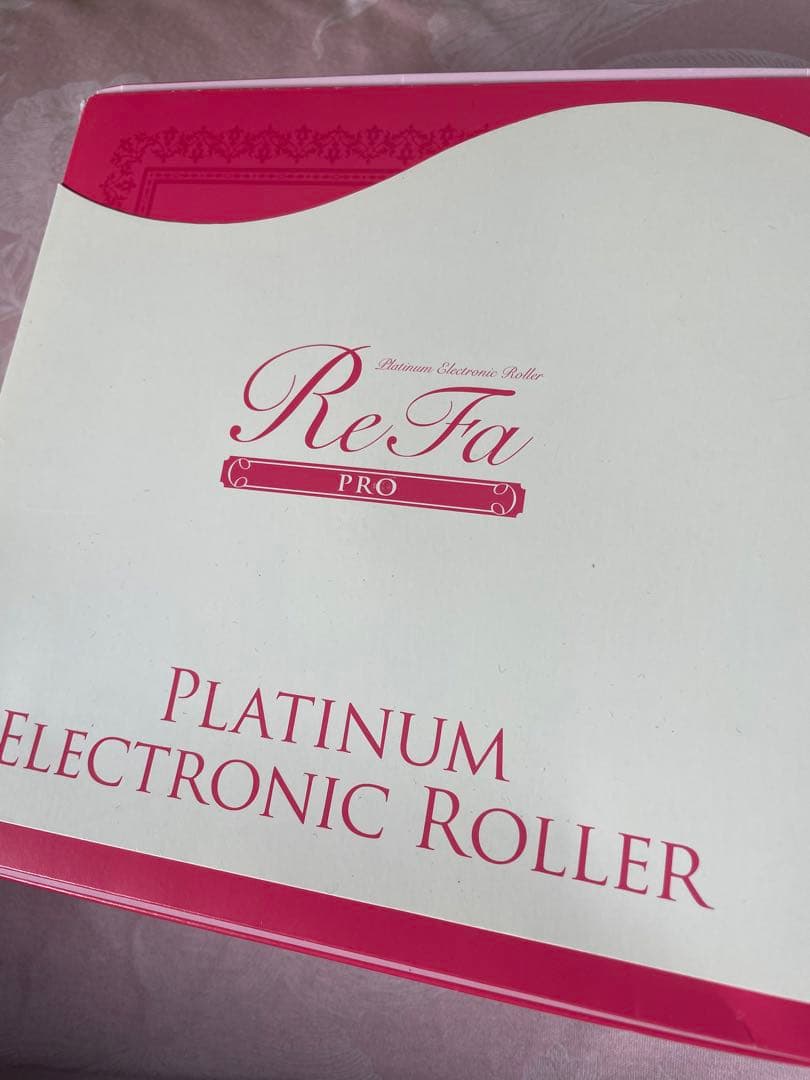 Platinum Electronic Roller
ReFa
PRO
PLATINUM
ELECTRONIC ROLLER